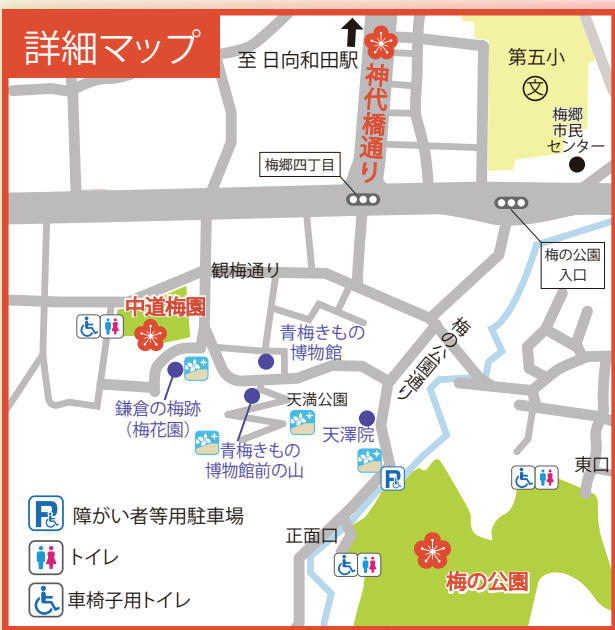 詳細マップ
至 日向和田駅
神代橋通り
第五小
文
梅郷
市民
センター
梅郷四丁目
梅の公園
入口
観梅通り
中道梅園
青梅きもの
博物館
梅の公園通り
鎌倉の梅跡
（梅花園）
天満公園
青梅きもの
博物館前の山
天澤院
東口
P
正面口
梅の公園
P
障がい者等用駐車場
トイレ
車椅子用トイレ